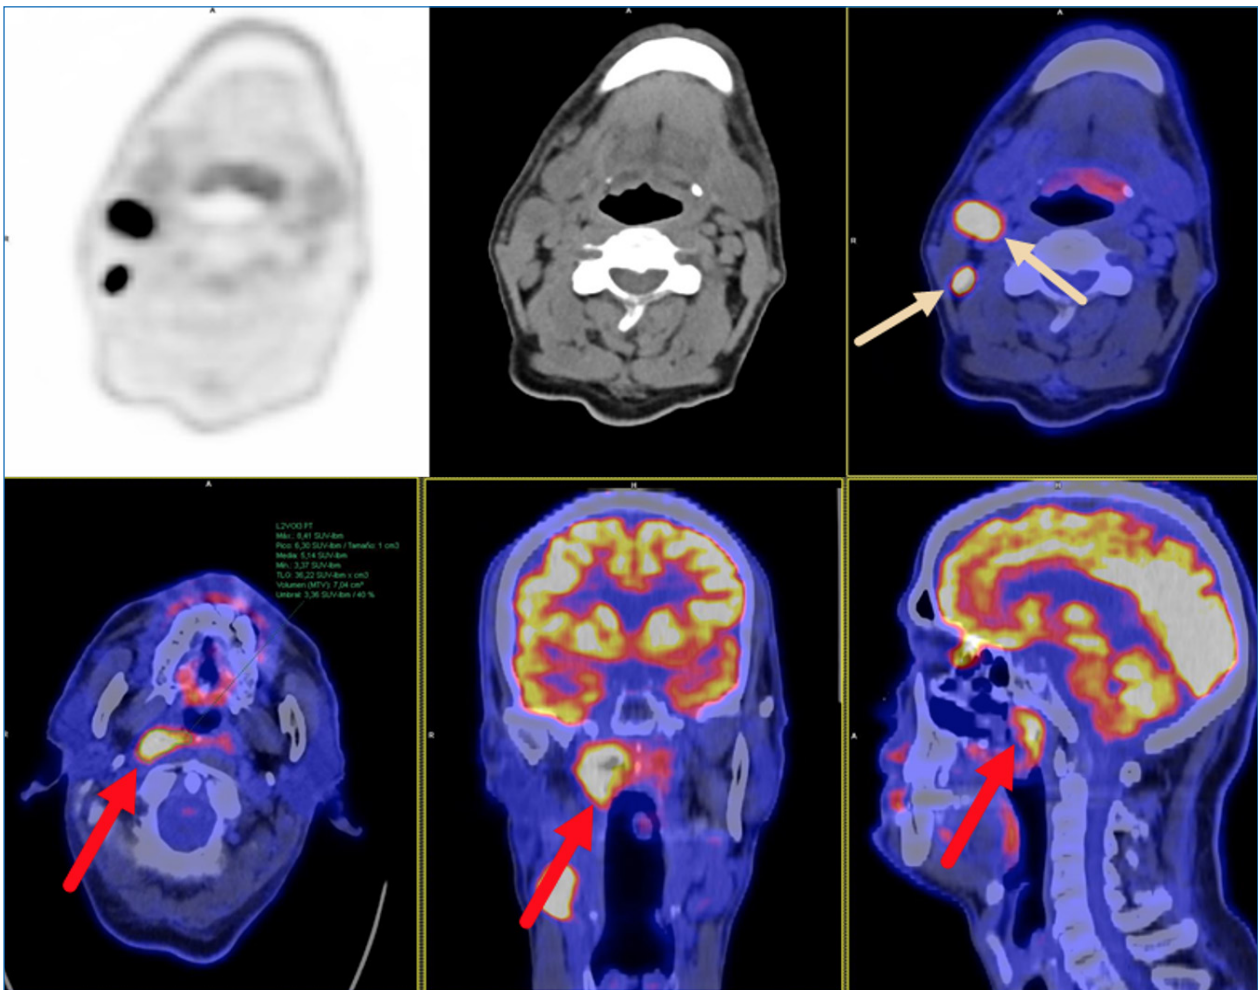 A
A
A
R
R
R
A
H
H
L2VOO PT
Máx.: 8,41 SUV-lbm
Pico: 6,30 SUV-lbm / Tamaño: 1 cm3
Media: 5,14 SUV-lbm
Mín.: 3,37 SUV-lbm
TLG: 36,22 SUV-lbm x cm3
Volumen (MTV): 7,04 cm³
Umbral: 3,36 SUV-lbm / 40 %
R
R
A